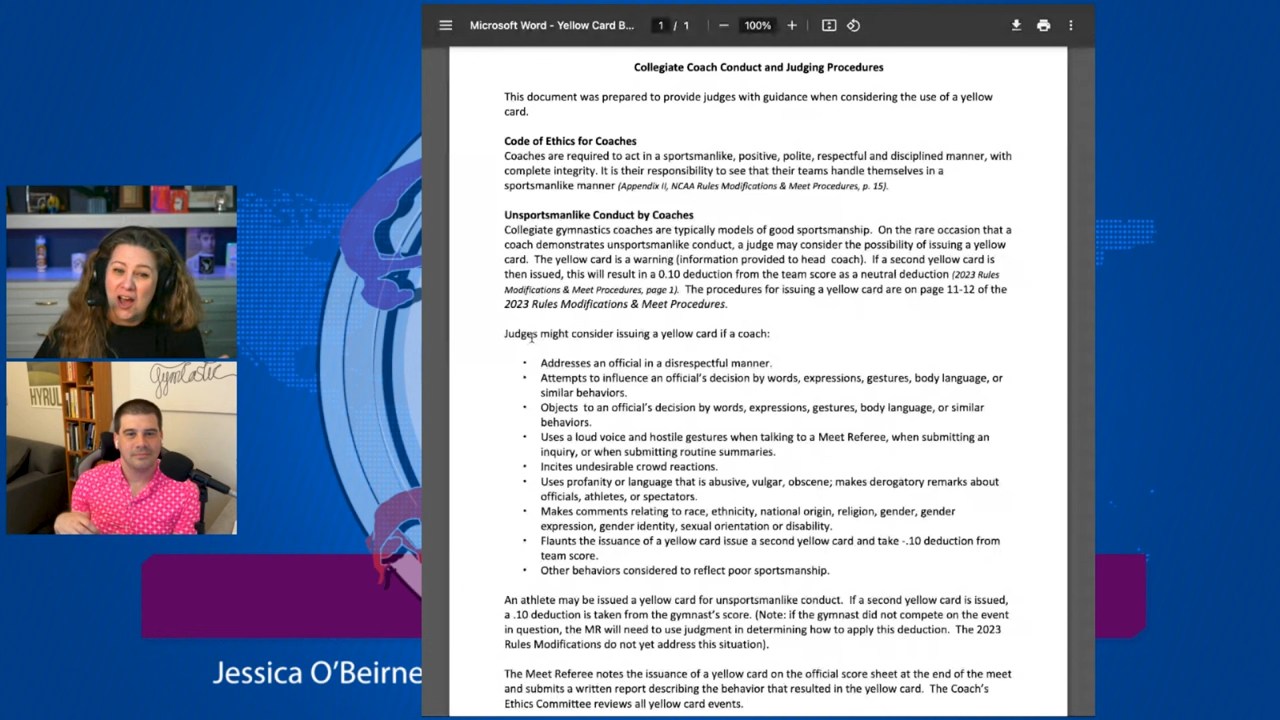 Microsoft Word - Yellow Card B... 1 / 1 100%
Collegiate Coach Conduct and Judging Procedures
This document was prepared to provide judges with guidance when considering the use of a yellow
card.
Code of Ethics for Coaches
Coaches are required to act in a sportsmanlike, positive, polite, respectful and disciplined manner, with
complete integrity. It is their responsibility to see that their teams handle themselves in a
sportsmanlike manner (Appendix II, NCAA Rules Modifications & Meet Procedures, p. 15).
Unsportsmanlike Conduct by Coaches
Collegiate gymnastics coaches are typically models of good sportsmanship. On the rare occasion that a
coach demonstrates unsportsmanlike conduct, a judge may consider the possibility of issuing a yellow
card. The yellow card is a warning (information provided to head coach). If a second yellow card is
then issued, this will result in a 0.10 deduction from the team score as a neutral deduction (2023 Rules
Modifications & Meet Procedures, page 1). The procedures for issuing a yellow card are on page 11-12 of the
2023 Rules Modifications & Meet Procedures.
Judges might consider issuing a yellow card if a coach:
• Addresses an official in a disrespectful manner.
• Attempts to influence an official's decision by words, expressions, gestures, body language, or
similar behaviors.
• Objects to an official's decision by words, expressions, gestures, body language, or similar
behaviors.
• Uses a loud voice and hostile gestures when talking to a Meet Referee, when submitting an
inquiry, or when submitting routine summaries.
• Incites undesirable crowd reactions.
• Uses profanity or language that is abusive, vulgar, obscene; makes derogatory remarks about
officials, athletes, or spectators.
• Makes comments relating to race, ethnicity, national origin, religion, gender, gender
expression, gender identity, sexual orientation or disability.
• Flaunts the issuance of a yellow card issue a second yellow card and take -.10 deduction from
team score.
• Other behaviors considered to reflect poor sportsmanship.
An athlete may be issued a yellow card for unsportsmanlike conduct. If a second yellow card is issued,
a .10 deduction is taken from the gymnast's score. (Note: if the gymnast did not compete on the event
in question, the MR will need to use judgment in determining how to apply this deduction. The 2023
Rules Modifications do not yet address this situation).
The Meet Referee notes the issuance of a yellow card on the official score sheet at the end of the meet
and submits a written report describing the behavior that resulted in the yellow card. The Coach's
Ethics Committee reviews all yellow card events.
GymCastic
HYRUL
Jessica O'Beirne